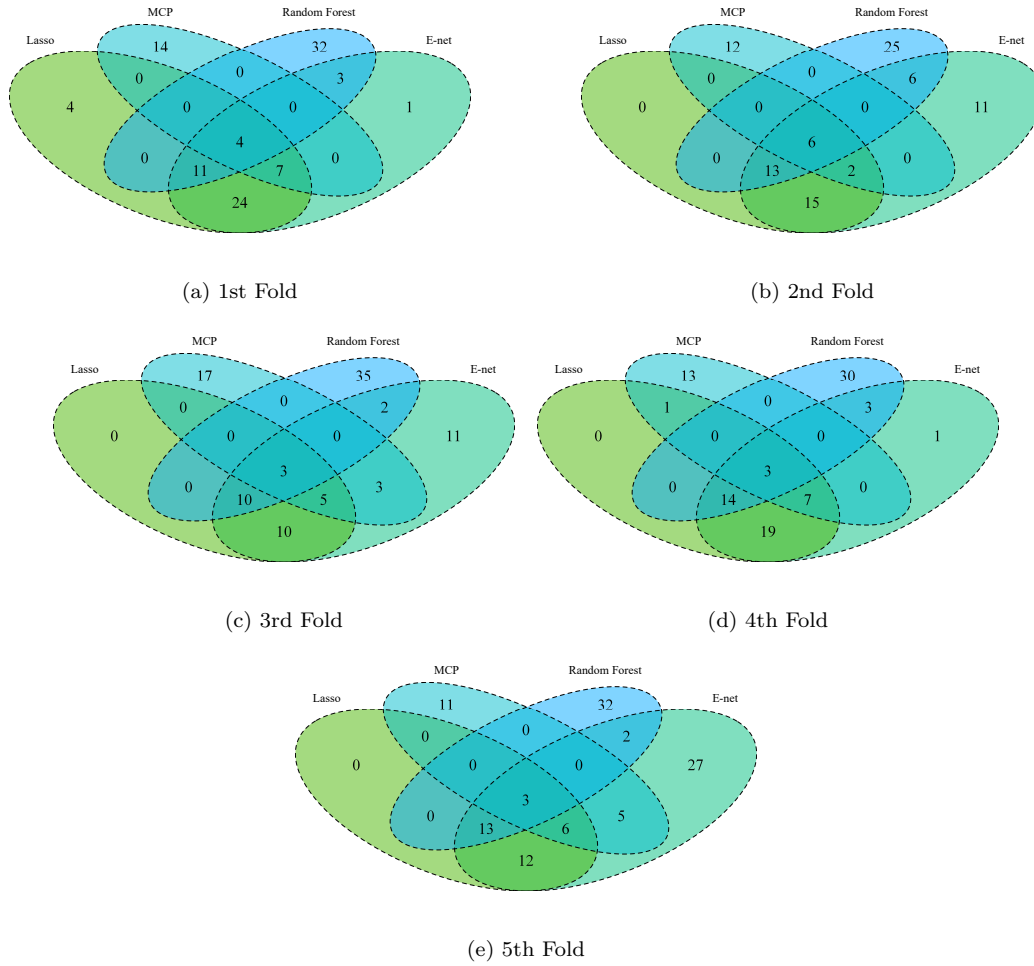 MCP Random Forest
Lasso E-net
14 32
0 0 3
4 0 0 1
4
0 11 7 0
24
(a) 1st Fold
MCP Random Forest
Lasso E-net
12 25
0 0 6
0 0 0 11
6
0 13 2 0
15
(b) 2nd Fold
MCP Random Forest
Lasso E-net
17 35
0 0 2
0 0 0 11
3
0 10 5 3
10
(c) 3rd Fold
MCP Random Forest
Lasso E-net
13 30
1 0 3
0 0 0 1
3
0 14 7 0
19
(d) 4th Fold
MCP Random Forest
Lasso E-net
11 32
0 0 2
0 0 0 27
3
0 13 6 5
12
(e) 5th Fold